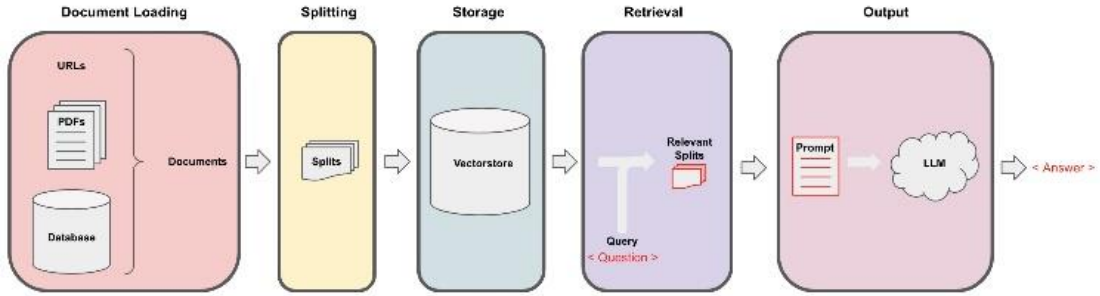 Document Loading
Splitting
Storage
Retrieval
Output
URLs
PDFs
Documents
Database
Splits
Vectorstore
Relevant
Splits
Query
< Question >
Prompt
LLM
< Answer >